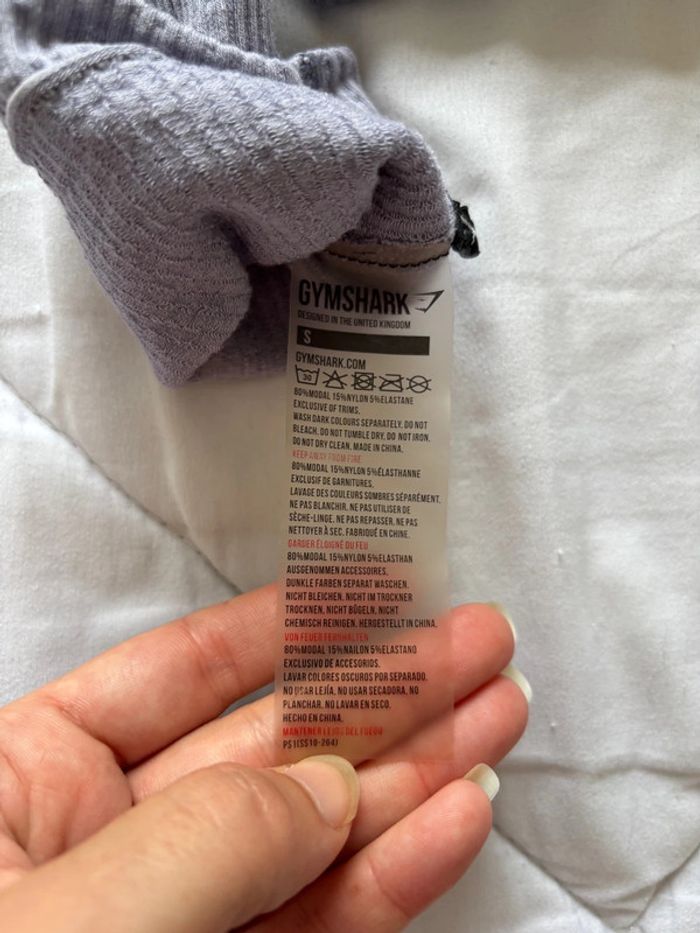 GYMSHARK
DESIGNED IN THE UNITED KINGDOM
S
GYMSHARK.COM
30
80%MODAL 15%NYLON 5%ELASTANE
EXCLUSIVE OF TRIMS.
WASH DARK COLOURS SEPARATELY. DO NOT
BLEACH. DO NOT TUMBLE DRY. DO NOT IRON.
DO NOT DRY CLEAN. MADE IN CHINA.
KEEP AWAY FROM FIRE
80%MODAL 15%NYLON 5%ÉLASTHANNE
EXCLUSIF DE GARNITURES.
LAVAGE DES COULEURS SOMBRES SÉPARÉMENT.
NE PAS BLANCHIR. NE PAS UTILISER DE
SÈCHE-LINGE. NE PAS REPASSER. NE PAS
NETTOYER À SEC. FABRIQUÉ EN CHINE.
GARDER ÉLOIGNÉ DU FEU
80%MODAL 15%NYLON 5%ELASTHAN
AUSGENOMMEN ACCESSOIRES.
DUNKLE FARBEN SEPARAT WASCHEN.
NICHT BLEICHEN. NICHT IM TROCKNER
TROCKNEN. NICHT BÜGELN. NICHT
CHEMISCH REINIGEN. HERGESTELLT IN CHINA.
VON FEUER FERNHALTEN
80%MODAL 15%NAILON 5%ELASTANO
EXCLUSIVO DE ACCESORIOS.
LAVAR COLORES OSCUROS POR SEPARADO.
NO USAR LEJÍA. NO USAR SECADORA. NO
PLANCHAR. NO LAVAR EN SECO.
HECHO EN CHINA.
MANTENER LEJOS DEL FUEGO
PS1(SS10-264)